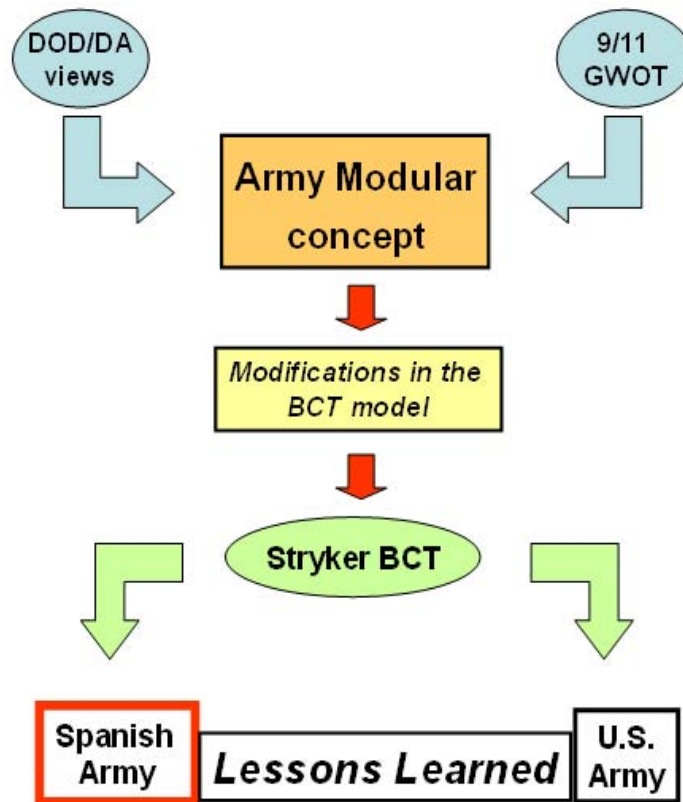 DOD/DA
views
9/11
GWOT
Army Modular
concept
Modifications in the
BCT model
Stryker BCT
Spanish
Army
Lessons Learned
U.S.
Army